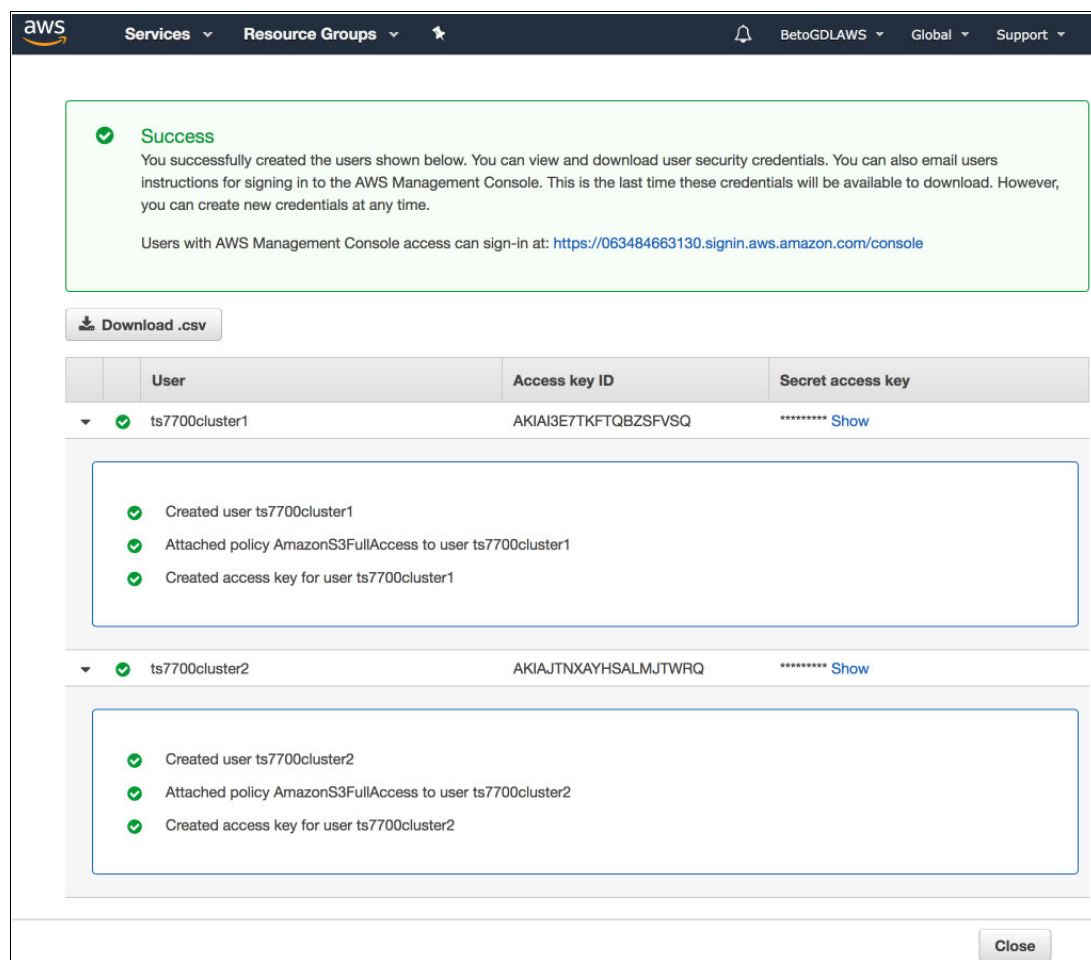 aws Services Resource Groups BetoGDLAWS Global Support
Success
You successfully created the users shown below. You can view and download user security credentials. You can also email users
instructions for signing in to the AWS Management Console. This is the last time these credentials will be available to download. However,
you can create new credentials at any time.
Users with AWS Management Console access can sign-in at: https://063484663130.signin.aws.amazon.com/console
Download .csv
User Access key ID Secret access key
ts7700cluster1 AKIAI3E7TKFTQBZSFVSQ ********* Show
Created user ts7700cluster1
Attached policy AmazonS3FullAccess to user ts7700cluster1
Created access key for user ts7700cluster1
ts7700cluster2 AKIAJTNXAYHSALMJTWRQ ********* Show
Created user ts7700cluster2
Attached policy AmazonS3FullAccess to user ts7700cluster2
Created access key for user ts7700cluster2
Close